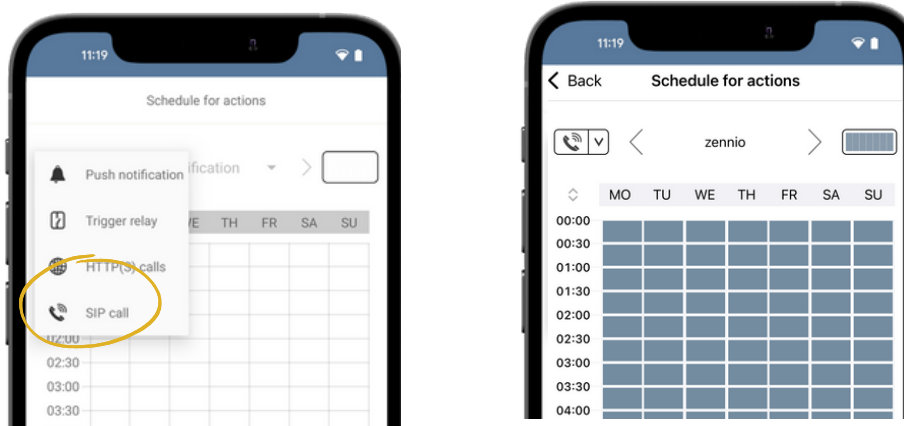 11:19
Schedule for actions
Push notification
ification
Trigger relay
/E TH FR SA SU
HTTP(S) calls
SIP call
02:00
02:30
03:00
03:30
11:19
Back Schedule for actions
zennio
MO TU WE TH FR SA SU
00:00
00:30
01:00
01:30
02:00
02:30
03:00
03:30
04:00